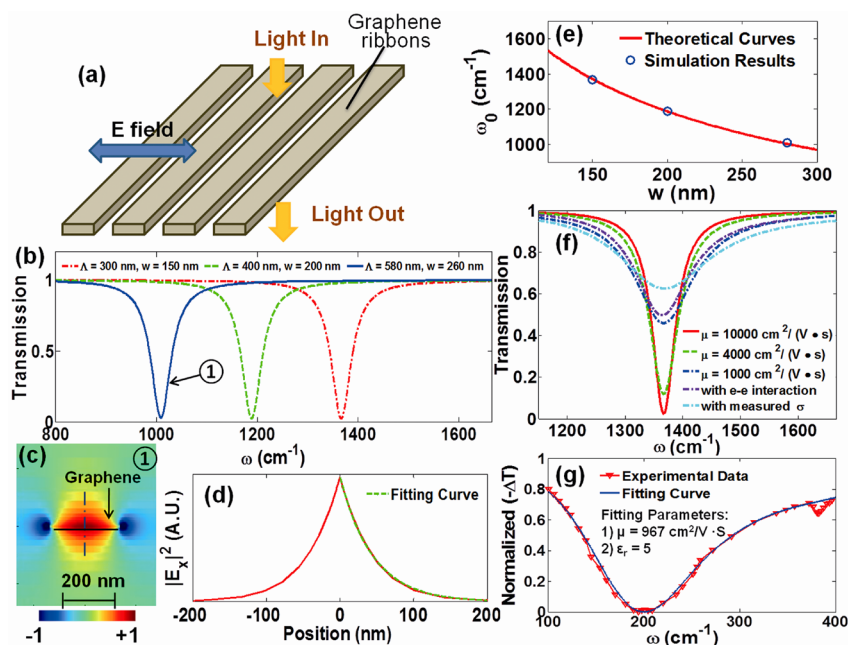 (a)
Light In
Graphene
ribbons
E field
Light Out
(b)
Λ = 300 nm, w = 150 nm
Λ = 400 nm, w = 200 nm
Λ = 580 nm, w = 260 nm
Transmission
1
0.5
0
800
1000
1200
1400
1600
ω (cm⁻¹)
①
(c)
①
Graphene
200 nm
-1
+1
(d)
Fitting Curve
|Eₓ|² (A.U.)
-200
-100
0
100
200
Position (nm)
(e)
Theoretical Curves
Simulation Results
ω₀ (cm⁻¹)
1600
1400
1200
1000
150
200
250
300
w (nm)
(f)
Transmission
1
0.8
0.6
0.4
0.2
0
μ = 10000 cm²/ (V • s)
μ = 4000 cm²/ (V • s)
μ = 1000 cm²/ (V • s)
with e-e interaction
with measured σ
1200
1300
1400
1500
1600
ω (cm⁻¹)
(g)
Experimental Data
Fitting Curve
Fitting Parameters:
1) μ = 967 cm²/V ·S
2) εᵣ = 5
Normalized (-ΔT)
1
0.8
0.6
0.4
0.2
0
100
200
300
400
ω (cm⁻¹)